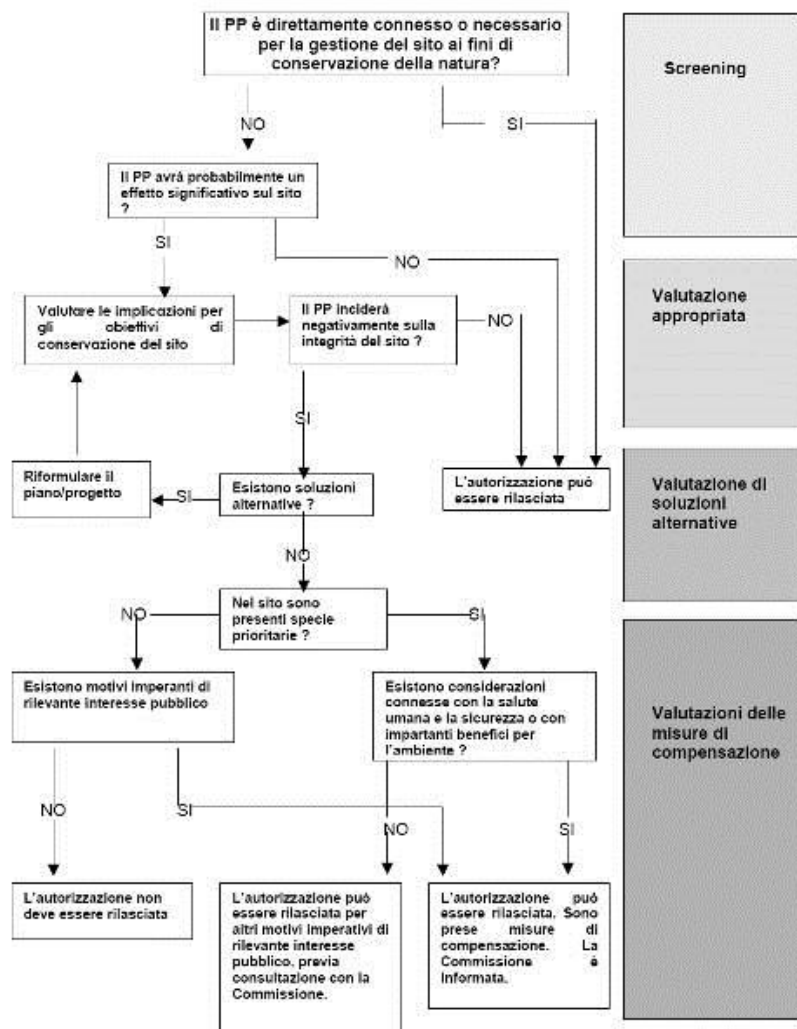 Il PP è direttamente connesso o necessario
per la gestione del sito ai fini di
conservazione della natura?
Screening
NO
SI
Il PP avrà probabilmente un
effetto significativo sul sito
?
SI
NO
Valutare le implicazioni per
gli obiettivi di
conservazione del sito
Il PP inciderà
negativamente sulla
integrità del sito ?
NO
Valutazione
appropriata
SI
Riformulare il
piano/progetto
SI
Esistono soluzioni
alternative ?
L'autorizzazione può
essere rilasciata
Valutazione di
soluzioni
alternative
NO
Nel sito sono
presenti specie
prioritarie ?
NO
SI
Esistono motivi imperanti di
rilevante interesse pubblico
Esistono considerazioni
connesse con la salute
umana e la sicurezza o con
impartanti benefici per
l'ambiente ?
Valutazioni delle
misure di
compensazione
NO
SI
NO
SI
L'autorizzazione non
deve essere rilasciata
L'autorizzazione può
essere rilasciata per
altri motivi imperativi di
rilevante interesse
pubblico, previa
consultazione con la
Commissione.
L'autorizzazione può
essere rilasciata. Sono
prese misure di
compensazione. La
Commissione è
informata.